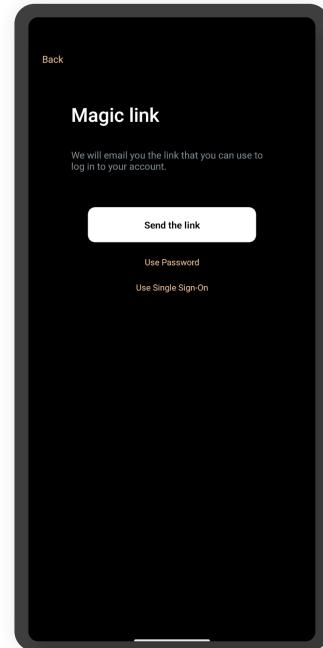 Back
Magic link
We will email you the link that you can use to
log in to your account.
Send the link
Use Password
Use Single Sign-On